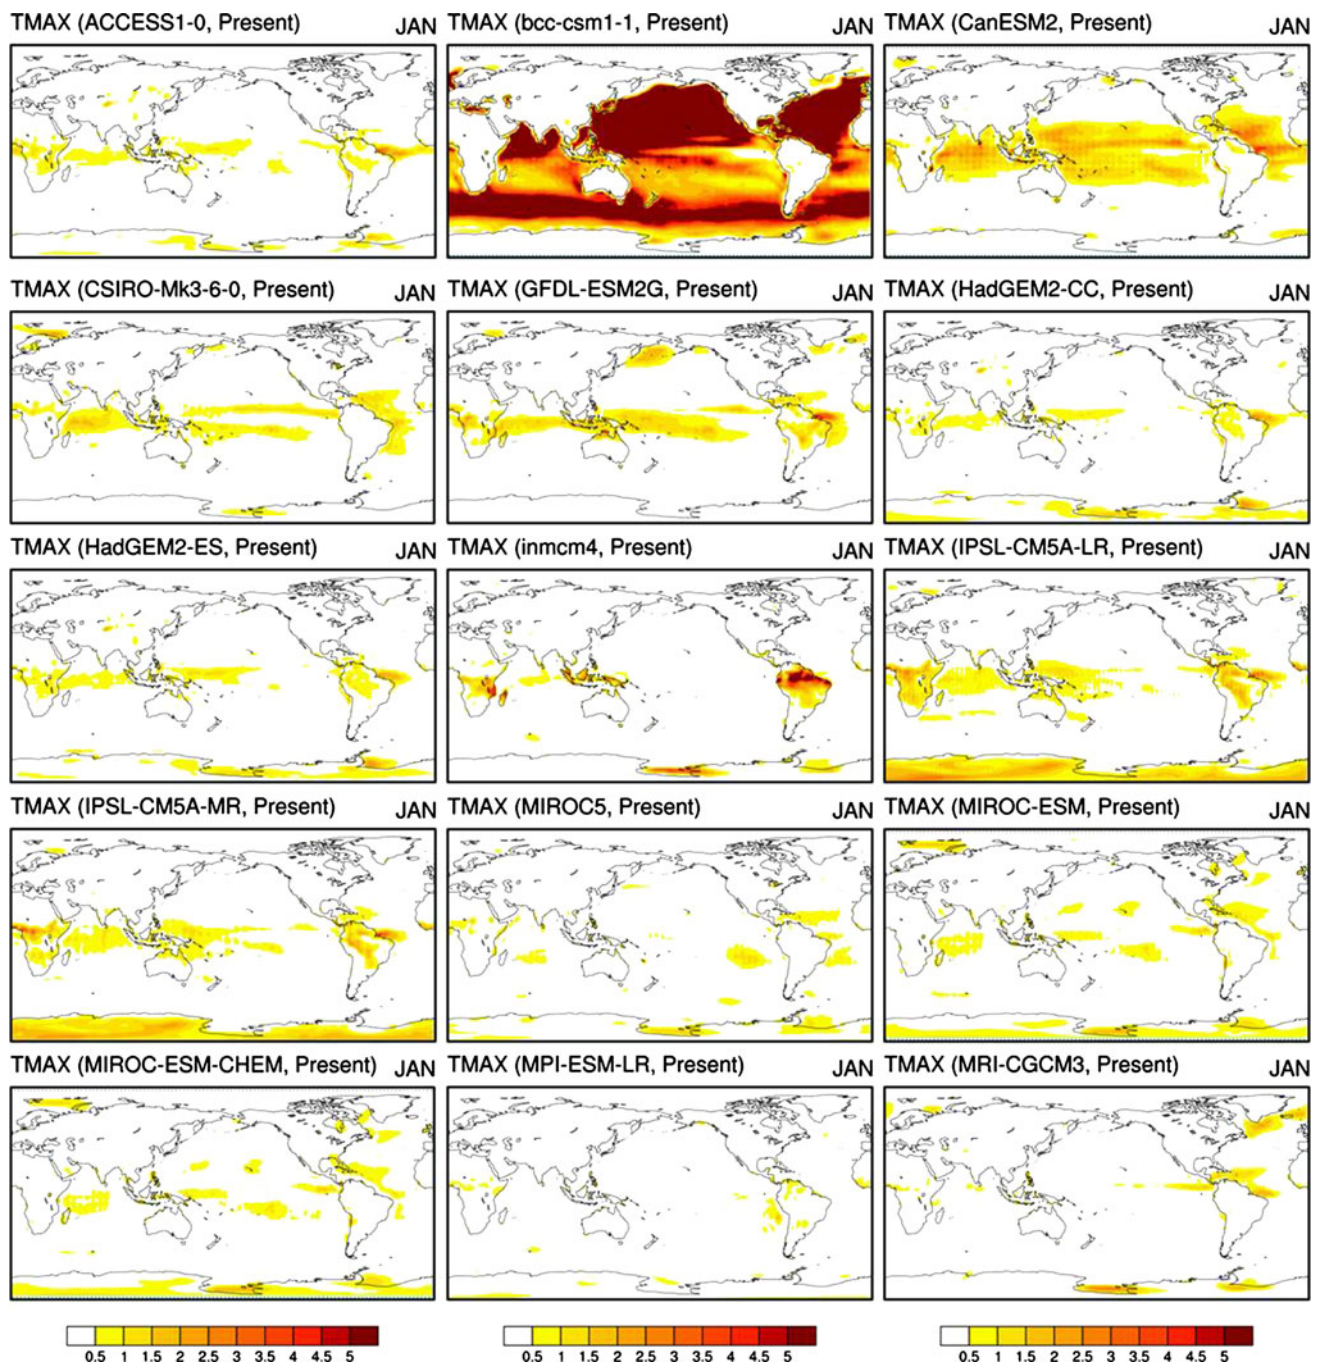 TMAX (ACCESS1-0, Present) JAN
TMAX (bcc-csm1-1, Present) JAN
TMAX (CanESM2, Present) JAN
TMAX (CSIRO-Mk3-6-0, Present) JAN
TMAX (GFDL-ESM2G, Present) JAN
TMAX (HadGEM2-CC, Present) JAN
TMAX (HadGEM2-ES, Present) JAN
TMAX (inmcm4, Present) JAN
TMAX (IPSL-CM5A-LR, Present) JAN
TMAX (IPSL-CM5A-MR, Present) JAN
TMAX (MIROC5, Present) JAN
TMAX (MIROC-ESM, Present) JAN
TMAX (MIROC-ESM-CHEM, Present) JAN
TMAX (MPI-ESM-LR, Present) JAN
TMAX (MRI-CGCM3, Present) JAN
0.5 1 1.5 2 2.5 3 3.5 4 4.5 5
0.5 1 1.5 2 2.5 3 3.5 4 4.5 5
0.5 1 1.5 2 2.5 3 3.5 4 4.5 5